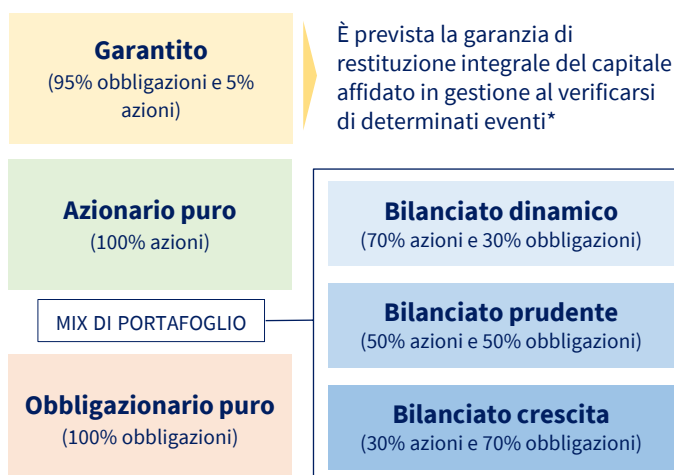 Garantito
(95% obbligazioni e 5%
azioni)
È prevista la garanzia di
restituzione integrale del capitale
affidato in gestione al verificarsi
di determinati eventi*
Azionario puro
(100% azioni)
MIX DI PORTAFOGLIO
Obbligazionario puro
(100% obbligazioni)
Bilanciato dinamico
(70% azioni e 30% obbligazioni)
Bilanciato prudente
(50% azioni e 50% obbligazioni)
Bilanciato crescita
(30% azioni e 70% obbligazioni)